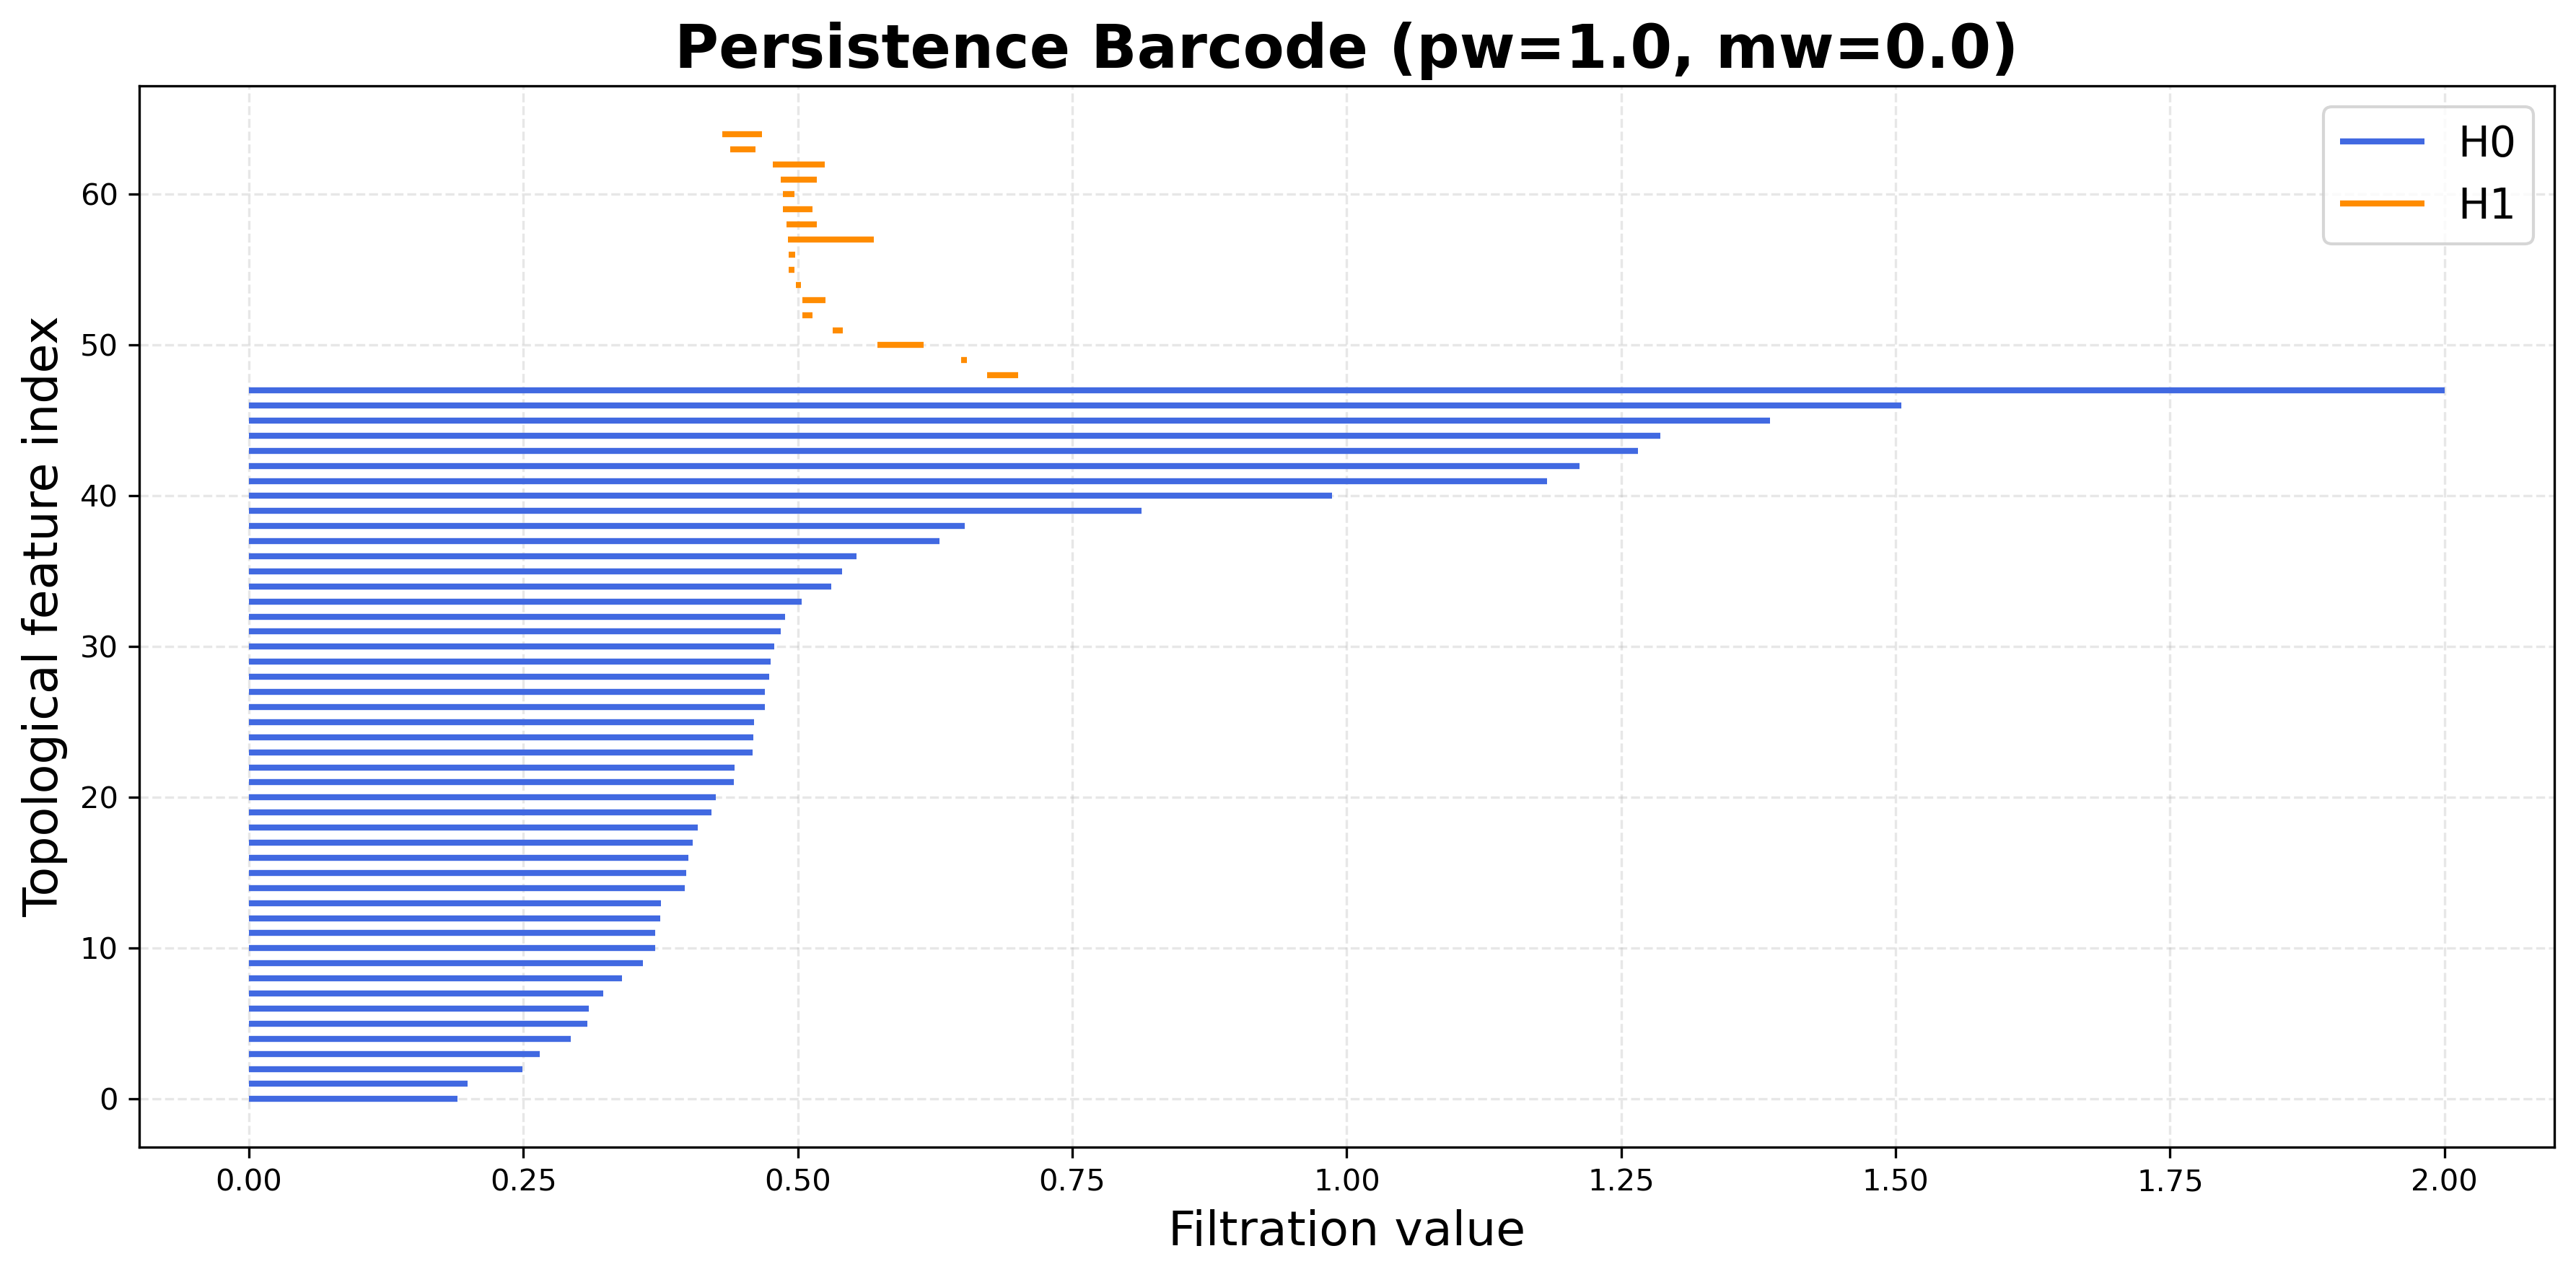 Persistence Barcode (pw=1.0, mw=0.0)
H0
H1
Topological feature index
60
50
40
30
20
10
0
0.00 0.25 0.50 0.75 1.00 1.25 1.50 1.75 2.00
Filtration value